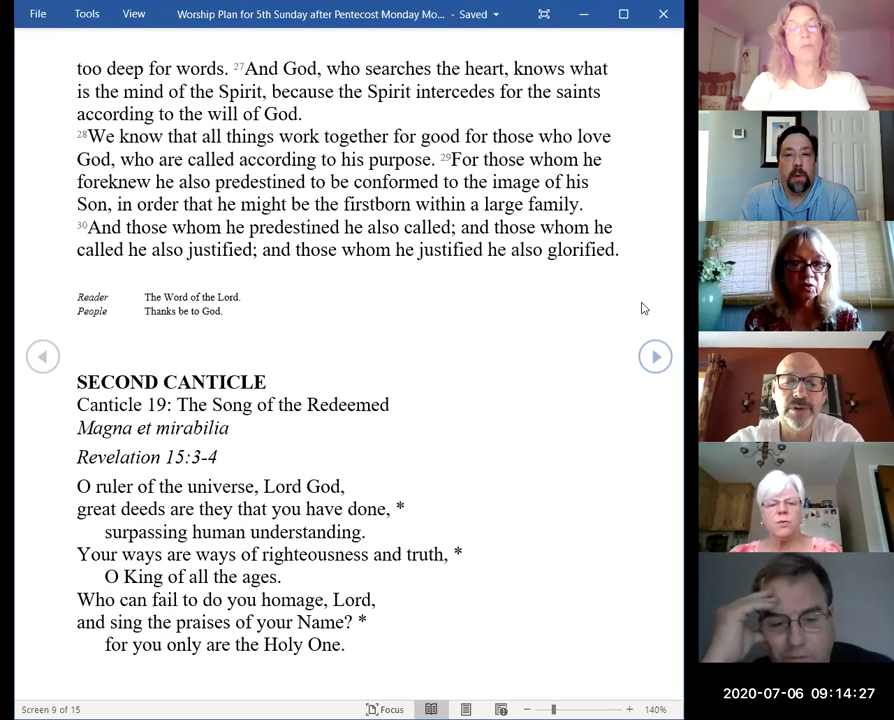 File Tools View Worship Plan for 5th Sunday after Pentecost Monday Mo... - Saved
too deep for words. 27And God, who searches the heart, knows what
is the mind of the Spirit, because the Spirit intercedes for the saints
according to the will of God.
28We know that all things work together for good for those who love
God, who are called according to his purpose. 29For those whom he
foreknew he also predestined to be conformed to the image of his
Son, in order that he might be the firstborn within a large family.
30And those whom he predestined he also called; and those whom he
called he also justified; and those whom he justified he also glorified.
Reader The Word of the Lord.
People Thanks be to God.
SECOND CANTICLE
Canticle 19: The Song of the Redeemed
Magna et mirabilia
Revelation 15:3-4
O ruler of the universe, Lord God,
great deeds are they that you have done, *
surpassing human understanding.
Your ways are ways of righteousness and truth, *
O King of all the ages.
Who can fail to do you homage, Lord,
and sing the praises of your Name? *
for you only are the Holy One.
Screen 9 of 15 Focus 140%
2020-07-06 09:14:27